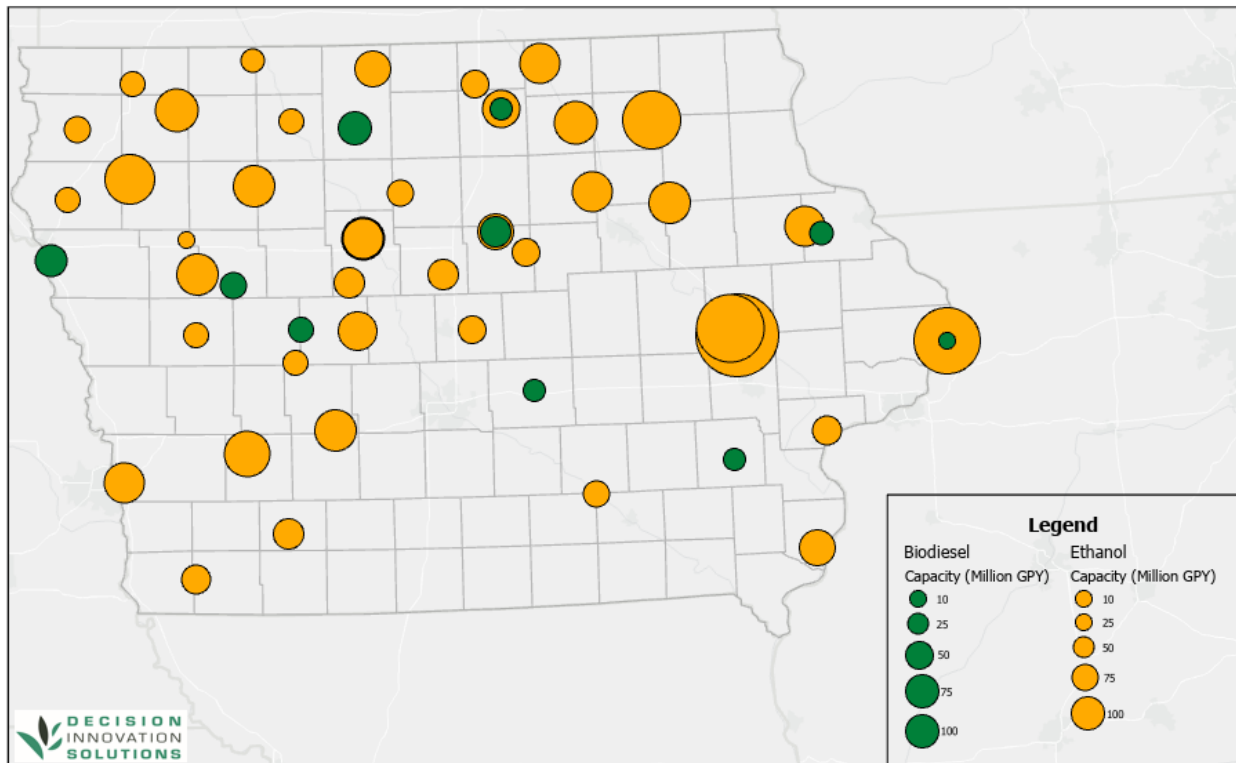 Legend
Biodiesel
Capacity (Million GPY)
10
25
50
75
100
Ethanol
Capacity (Million GPY)
10
25
50
75
100
DECISION
INNOVATION
SOLUTIONS